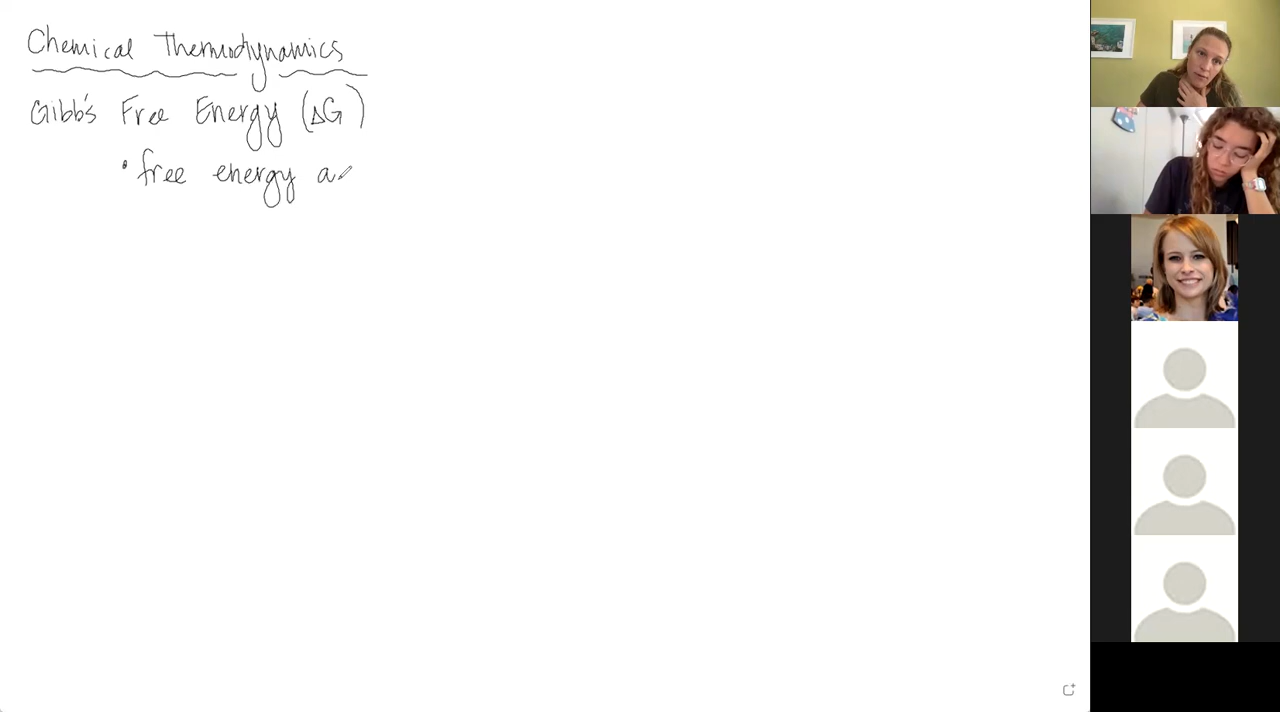 Chemical Thermodynamics
Gibb's Free Energy (ΔG)
• free energy a